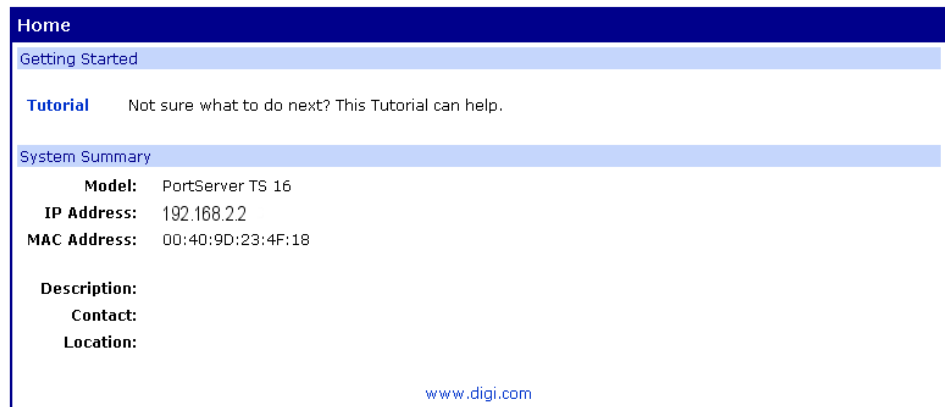 Home
Getting Started
Tutorial Not sure what to do next? This Tutorial can help.
System Summary
Model: PortServer TS 16
IP Address: 192.168.2.2
MAC Address: 00:40:9D:23:4F:18
Description:
Contact:
Location:
www.digi.com